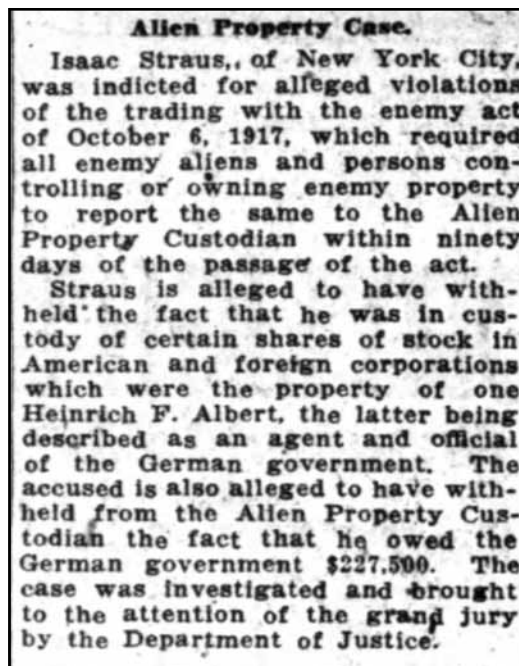 Alien Property Case.
Isaac Straus,, of New York City,
was indicted for alleged violations
of the trading with the enemy act
of October 6, 1917, which required
all enemy aliens and persons con-
trolling or owning enemy property
to report the same to the Alien
Property Custodian within ninety
days of the passage of the act.
Straus is alleged to have with-
held the fact that he was in cus-
tody of certain shares of stock in
American and foreign corporations
which were the property of one
Heinrich F. Albert, the latter being
described as an agent and official
of the German government. The
accused is also alleged to have with-
held from the Alien Property Cus-
todian the fact that he owed the
German government $227,500. The
case was investigated and brought
to the attention of the grand jury
by the Department of Justice.